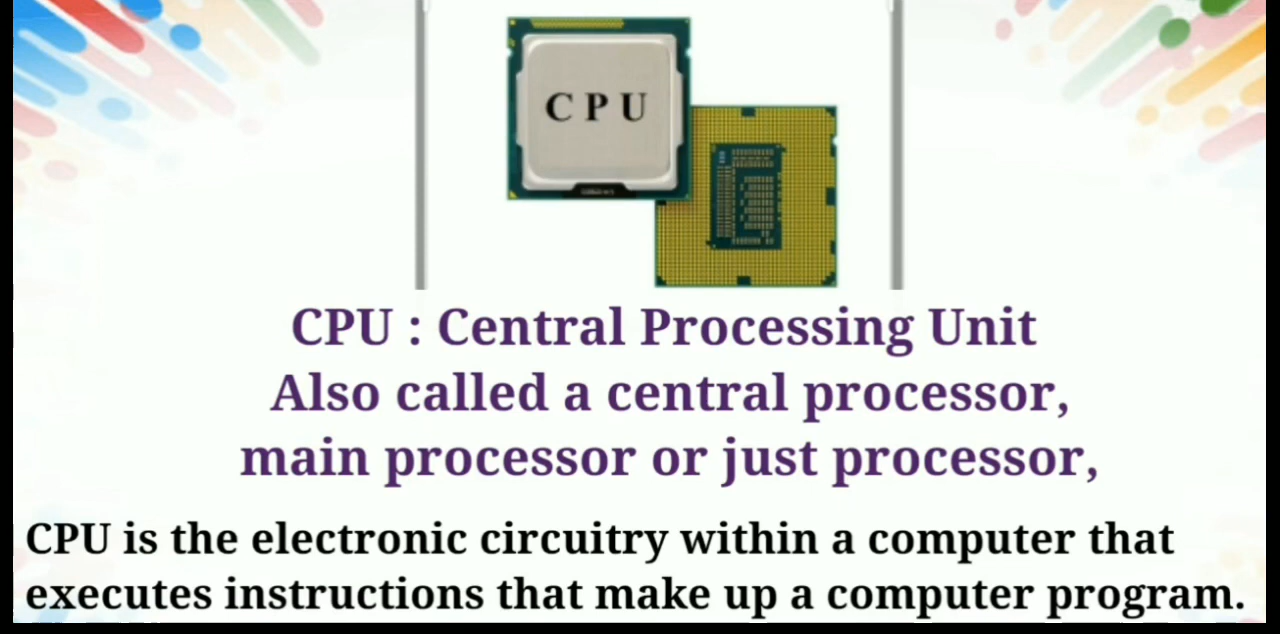 C P U
CPU : Central Processing Unit
Also called a central processor,
main processor or just processor,
CPU is the electronic circuitry within a computer that
executes instructions that make up a computer program.